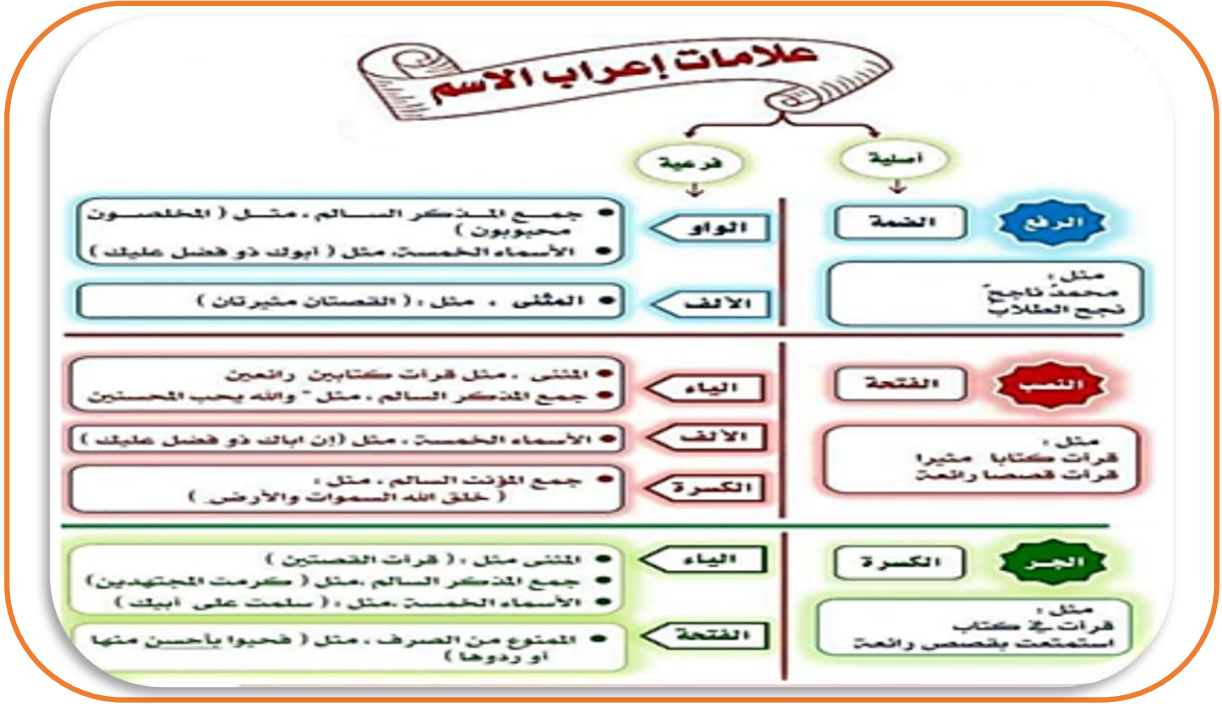 علامات إعراب الاسم
أصلية
فرعية
الرفع
الضمة
مثل :
محمدٌ ناجحٌ
نجح الطلابُ
الواو
• جمع المذكر السالم ، مثل ( المخلصون
محبوبون )
• الأسماء الخمسة، مثل ( أبوك ذو فضل عليك )
الألف
• المثنى ، مثل : ( القصتان مثيرتان )
النصب
الفتحة
مثل :
قرأت كتابا مثيرا
قرأت قصصا رائعة
الياء
• المثنى ، مثل قرأت كتابين رائعين
• جمع المذكر السالم ، مثل " والله يحب المحسنين
الألف
• الأسماء الخمسة ، مثل (إن اباك ذو فضل عليك )
الكسرة
• جمع المؤنث السالم ، مثل :
( خلق الله السموات والأرض )
الجر
الكسرة
مثل :
قرأت في كتاب
استمتعت بقصص رائعة
الياء
• المثنى مثل : ( قرأت القصتين )
• جمع المذكر السالم ،مثل ( كرمت المجتهدين)
• الأسماء الخمسة ،مثل : ( سلمت على أبيك )
الفتحة
• الممنوع من الصرف ، مثل ( فحيوا بأحسن منها
أو ردوها )